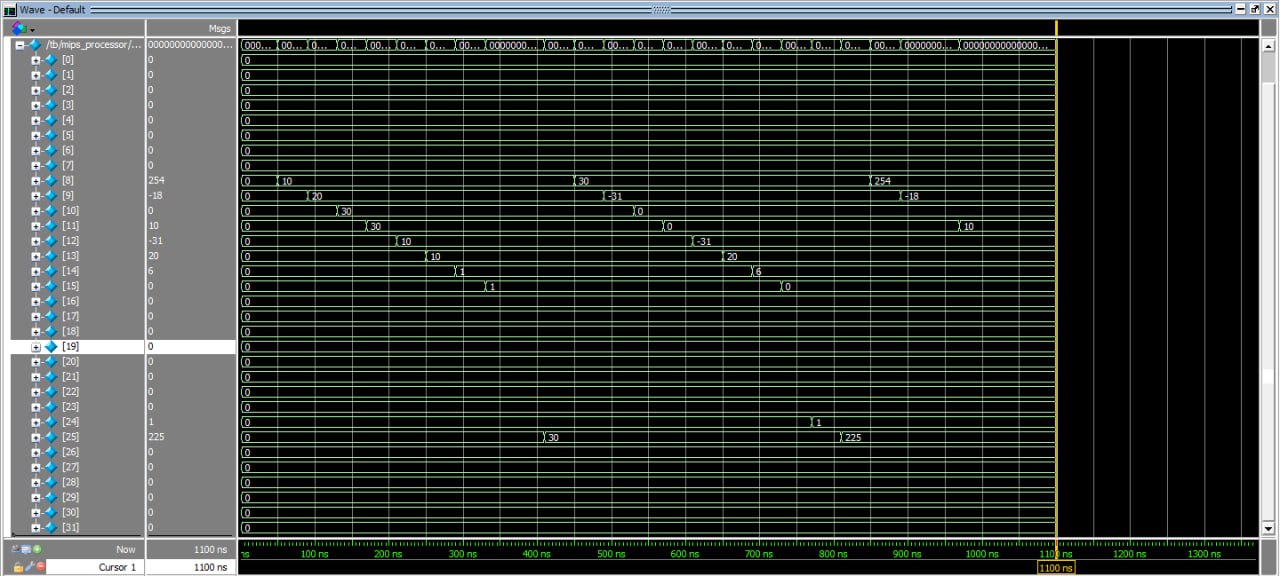 Wave - Default
Msgs
/tb/mips_processor/... 00000000000000... 000... 00... 0... 0... 00... 0... 0... 00... 0000000... 00... 0... 00... 0... 0... 00... 0... 00... 0... 0... 00... 0000000... 00000000000000...
[0] 0 0
[1] 0 0
[2] 0 0
[3] 0 0
[4] 0 0
[5] 0 0
[6] 0 0
[7] 0 0
[8] 254 0 10 30 254
[9] -18 0 20 -31 -18
[10] 0 0 30 0
[11] 10 0 30 0 10
[12] -31 0 10 -31
[13] 20 0 10 20
[14] 6 0 1 6
[15] 0 0 1 0
[16] 0 0
[17] 0 0
[18] 0 0
[19] 0 0
[20] 0 0
[21] 0 0
[22] 0 0
[23] 0 0
[24] 1 0 1
[25] 225 0 30 225
[26] 0 0
[27] 0 0
[28] 0 0
[29] 0 0
[30] 0 0
[31] 0 0
Now 1100 ns ns 100 ns 200 ns 300 ns 400 ns 500 ns 600 ns 700 ns 800 ns 900 ns 1000 ns 1100 ns 1200 ns 1300 ns
Cursor 1 1100 ns 1100 ns